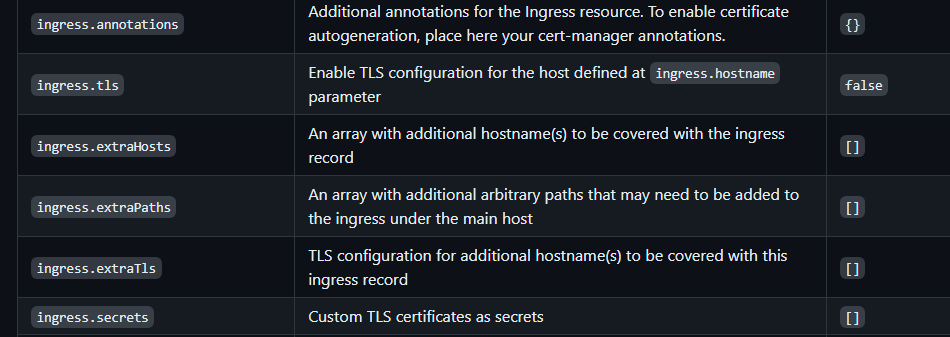 Additional annotations for the Ingress resource. To enable certificate
ingress.annotations
{}
autogeneration, place here your cert-manager annotations.
Enable TLS configuration for the host defined at ingress.hostname
ingress.tls
false
parameter
An array with additional hostname(s) to be covered with the ingress
ingress.extraHosts
[]
record
An array with additional arbitrary paths that may need to be added to
ingress.extraPaths
[]
the ingress under the main host
TLS configuration for additional hostname(s) to be covered with this
ingress.extraTls
[]
ingress record
ingress.secrets
Custom TLS certificates as secrets
[]